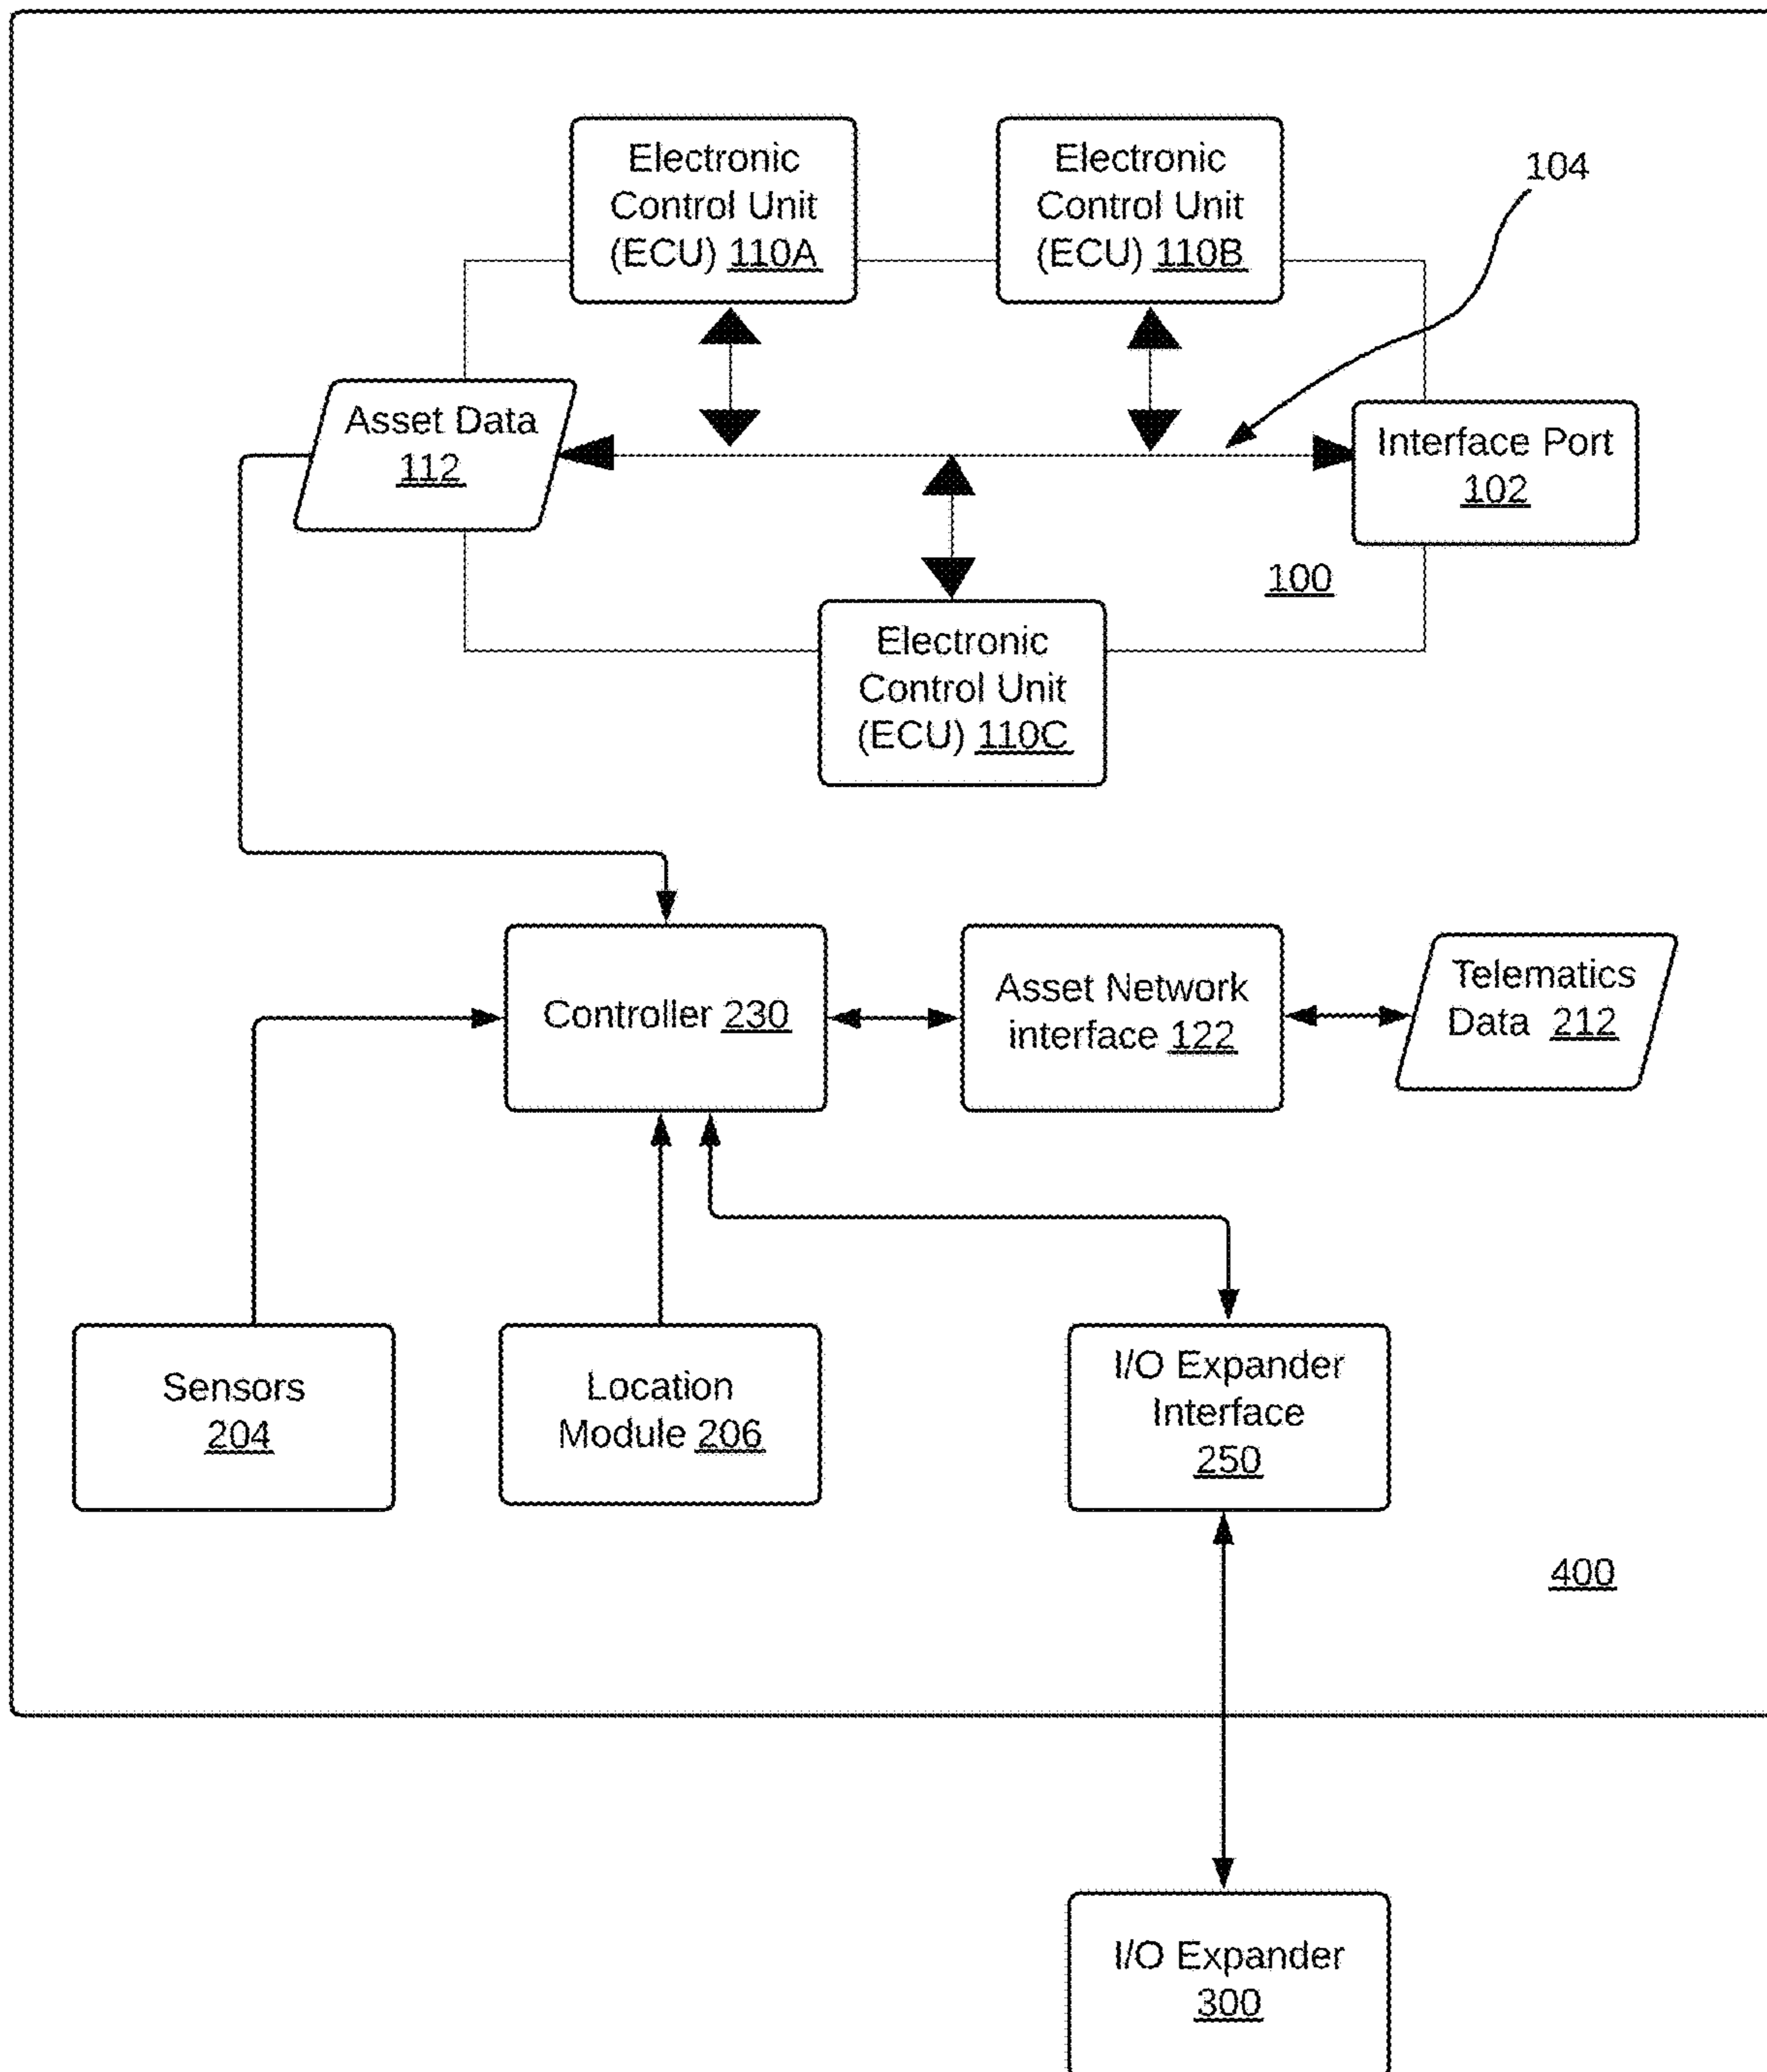 Electronic
Control Unit
(ECU) 110A
Electronic
Control Unit
(ECU) 110B
104
Asset Data
112
Interface Port
102
100
Electronic
Control Unit
(ECU) 110C
Controller 230
Asset Network
interface 122
Telematics
Data 212
Sensors
204
Location
Module 206
I/O Expander
Interface
250
400
I/O Expander
300